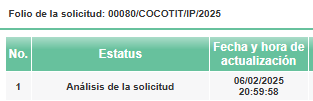 Folio de la solicitud: 00080/COCOTIT/IP/2025
No. Estatus Fecha y hora de actualización
1 Análisis de la solicitud 06/02/2025 20:59:58